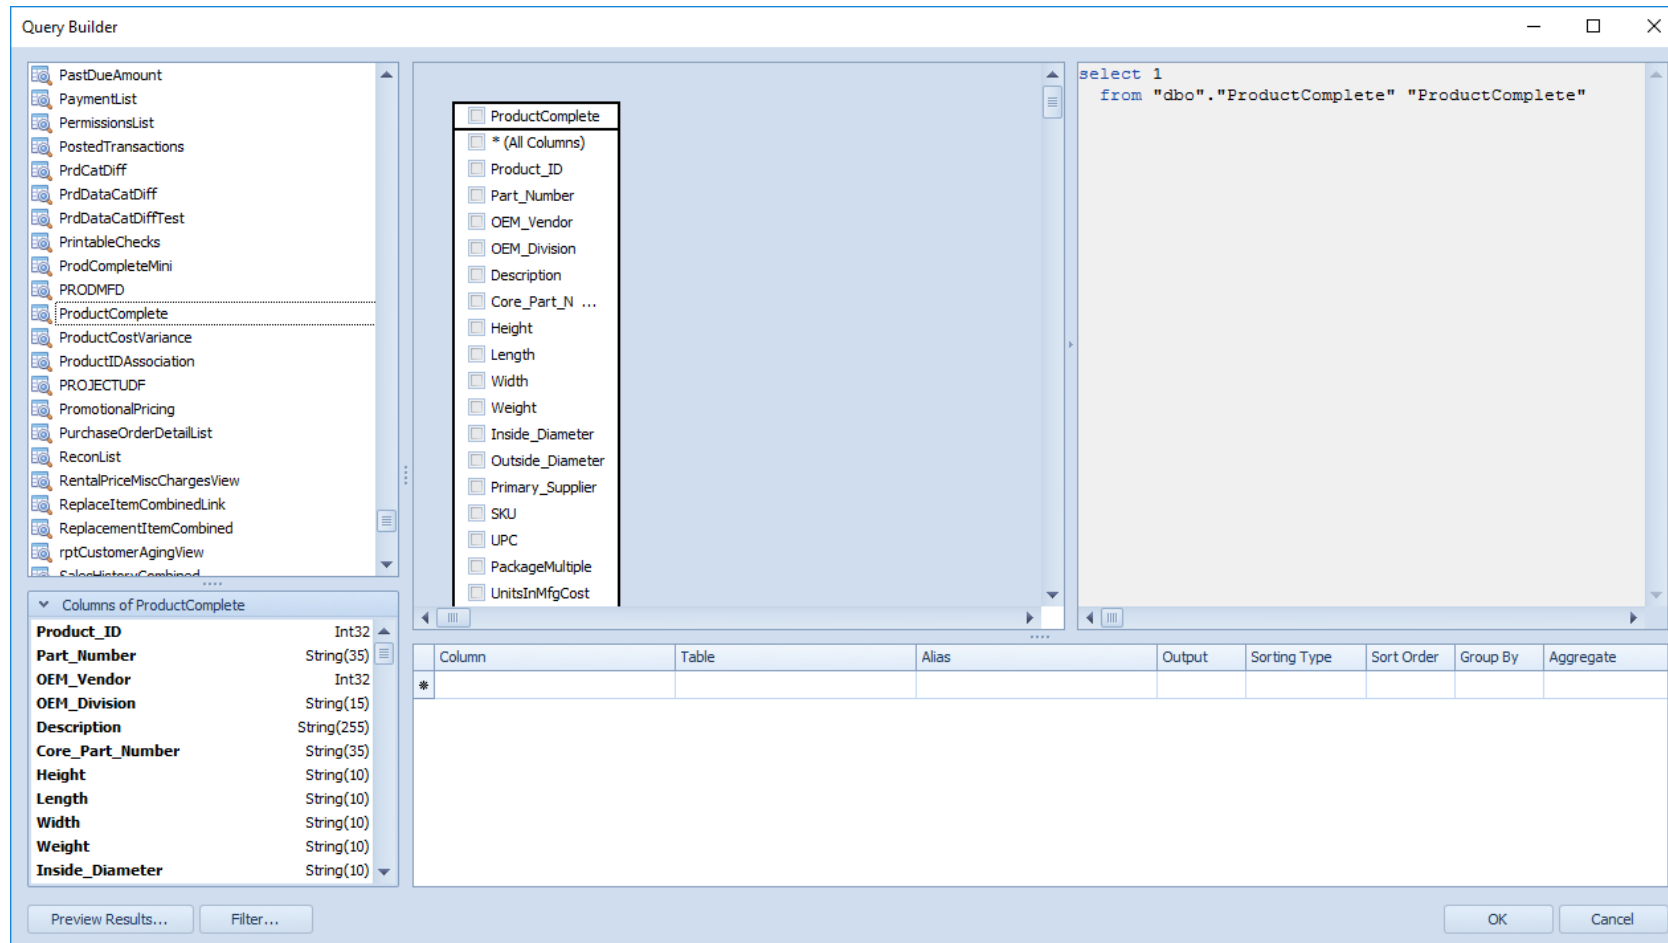 Query Builder
PastDueAmount
PaymentList
PermissionsList
PostedTransactions
PrdCatDiff
PrdDataCatDiff
PrdDataCatDiffTest
PrintableChecks
ProdCompleteMini
PRODMFD
ProductComplete
ProductCostVariance
ProductIDAssociation
PROJECTUDF
PromotionalPricing
PurchaseOrderDetailList
ReconList
RentalPriceMiscChargesView
ReplaceItemCombinedLink
ReplacementItemCombined
rptCustomerAgingView
SalesHistoryCombined
Columns of ProductComplete
Product_ID Int32
Part_Number String(35)
OEM_Vendor Int32
OEM_Division String(15)
Description String(255)
Core_Part_Number String(35)
Height String(10)
Length String(10)
Width String(10)
Weight String(10)
Inside_Diameter String(10)
ProductComplete
* (All Columns)
Product_ID
Part_Number
OEM_Vendor
OEM_Division
Description
Core_Part_N ...
Height
Length
Width
Weight
Inside_Diameter
Outside_Diameter
Primary_Supplier
SKU
UPC
PackageMultiple
UnitsInMfgCost
select 1
from "dbo"."ProductComplete" "ProductComplete"
Column Table Alias Output Sorting Type Sort Order Group By Aggregate
Preview Results... Filter... OK Cancel